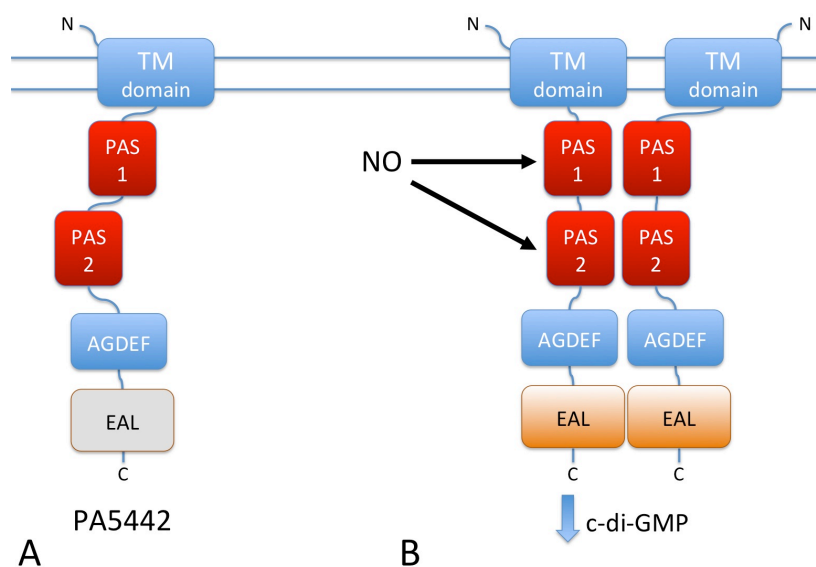 N
TM
domain
PAS
1
PAS
2
AGDEF
EAL
C
PA5442
A
N
N
TM
domain
TM
domain
NO
PAS
1
PAS
1
PAS
2
PAS
2
AGDEF
AGDEF
EAL
EAL
C
C
c-di-GMP
B